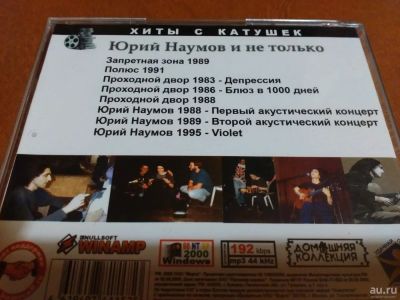 ХИТЫ С КАТУШЕК
Юрий Наумов и не только
Запретная зона 1989
Полюс 1991
Проходной двор 1983 - Депрессия
Проходной двор 1986 - Блюз в 1000 дней
Проходной двор 1988
Юрий Наумов 1988 - Первый акустический концерт
Юрий Наумов 1989 - Второй акустический концерт
Юрий Наумов 1995 - Violet
NULLSOFT
WINAMP
98 NT
2000
Windows
192 kbps
mp3 44 kHz
ДОМАШНЯЯ
КОЛЛЕКЦИЯ
au.ru